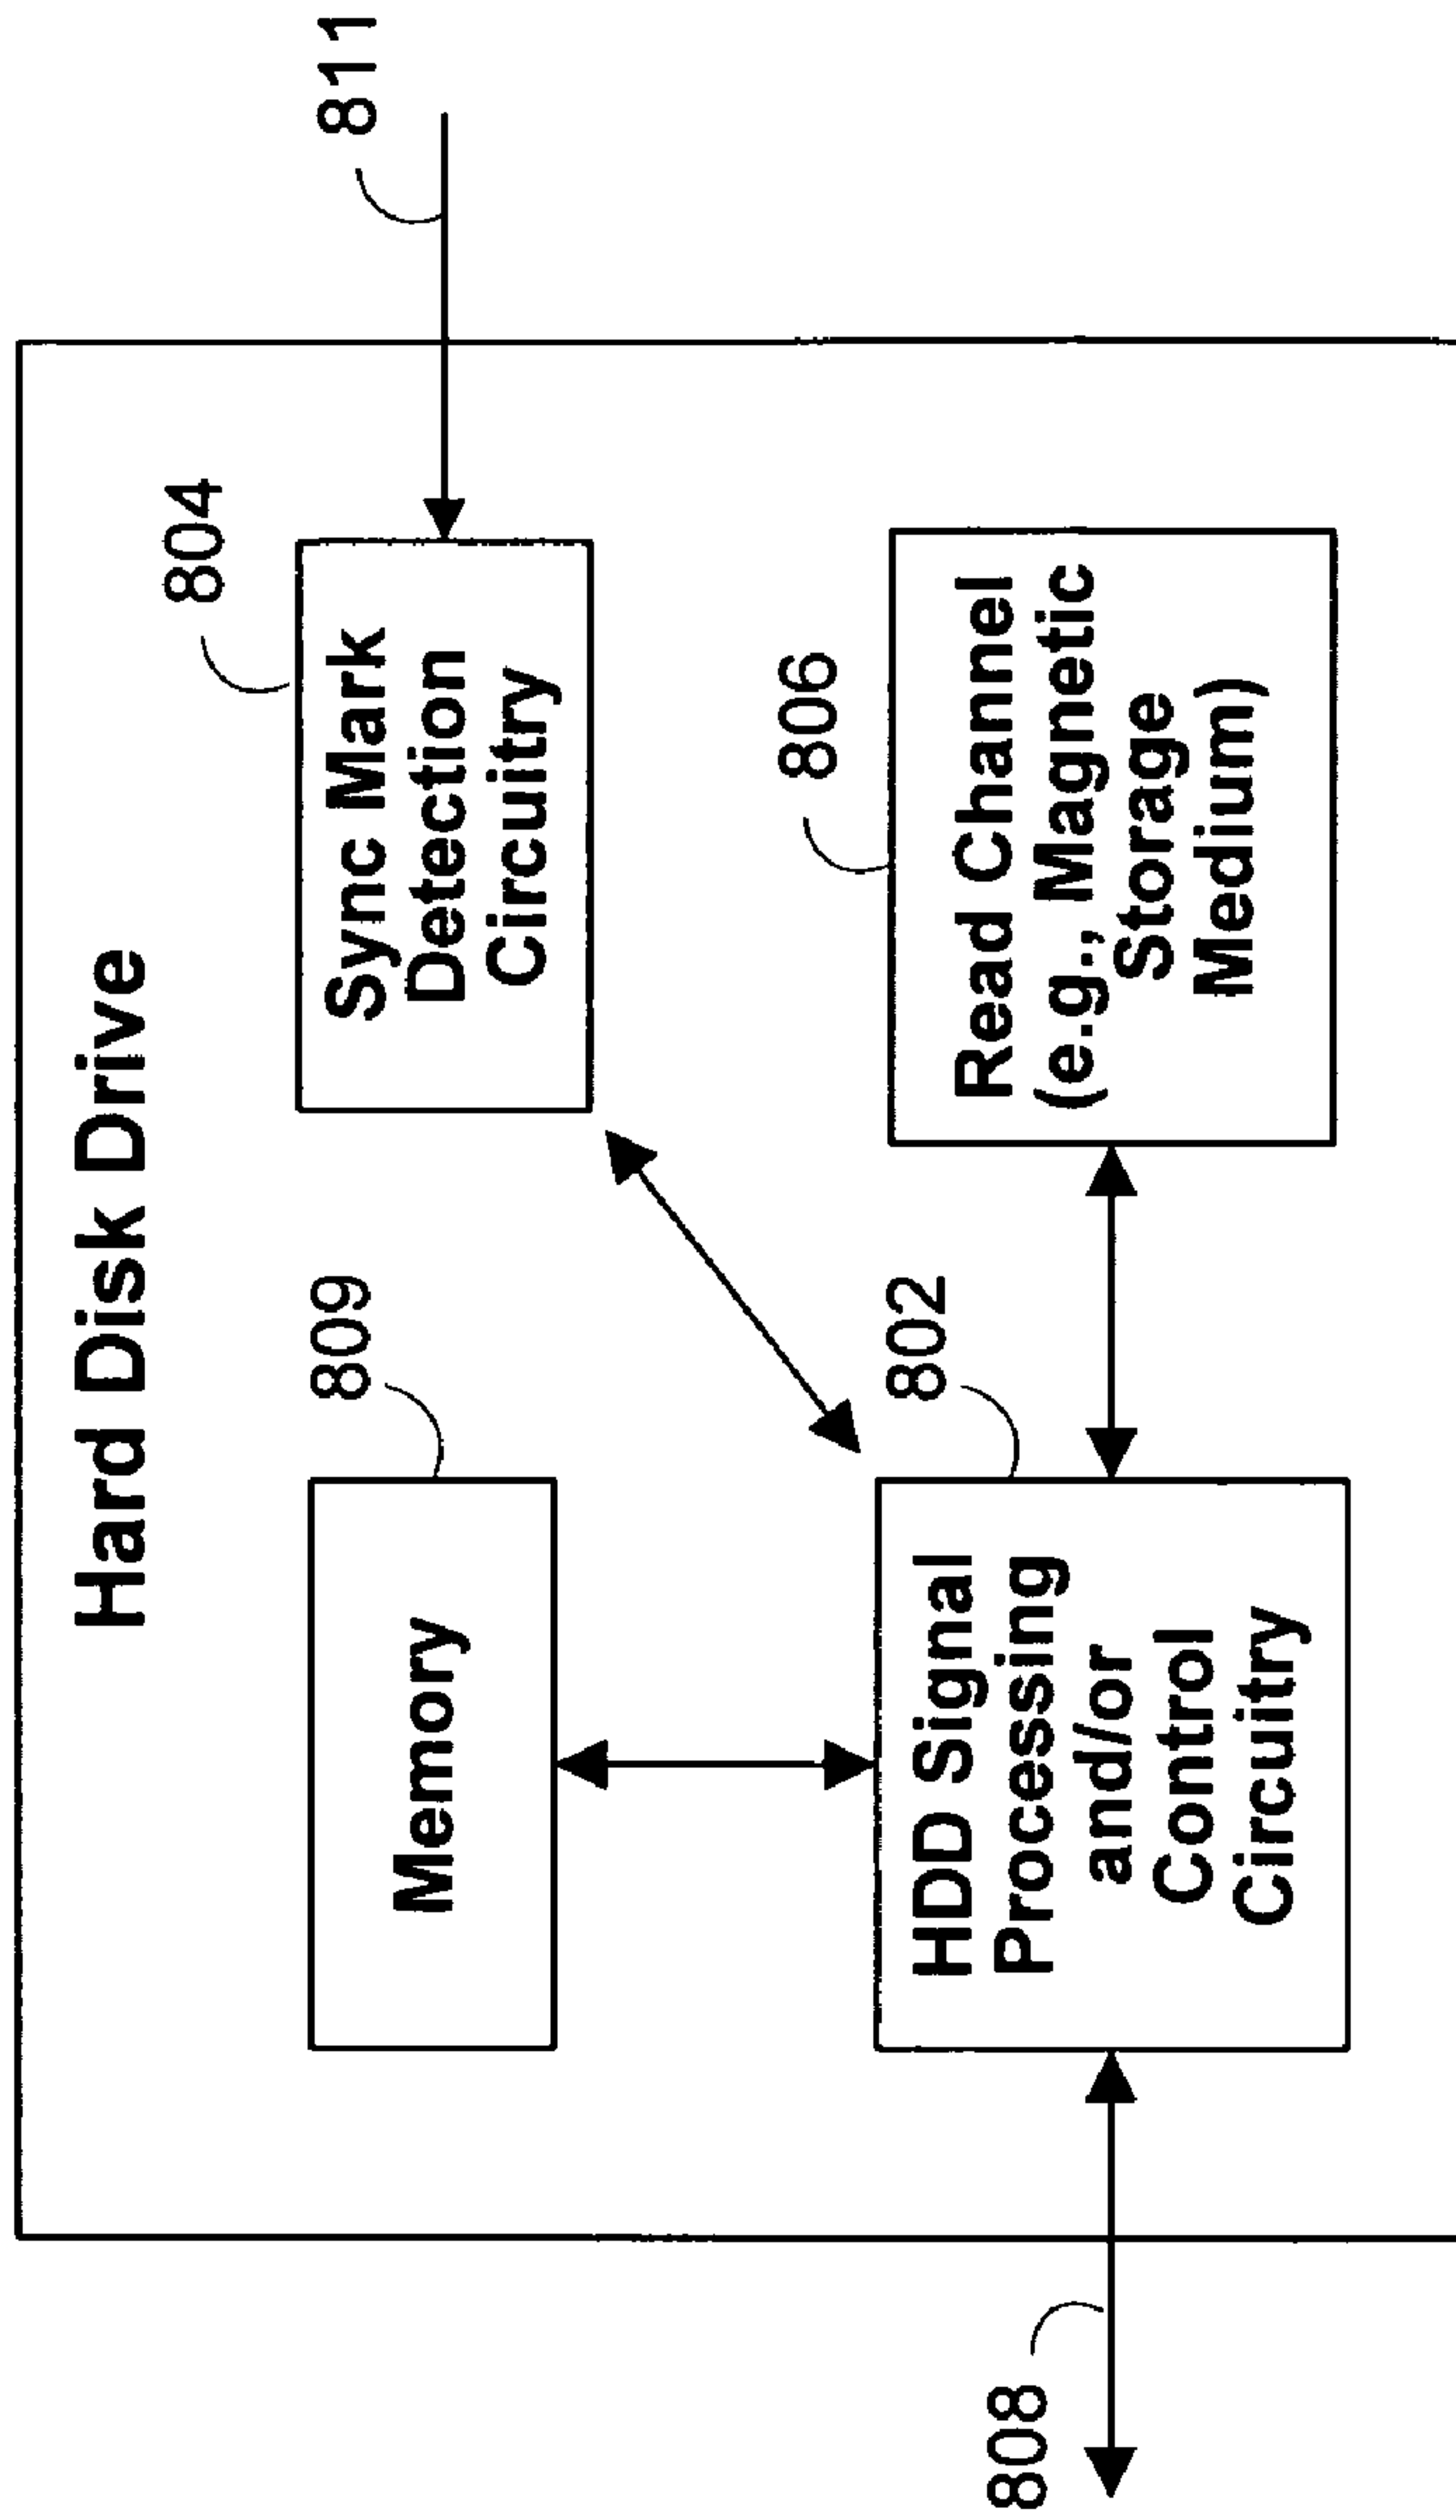 Hard Disk Drive
809
Memory
804
Sync Mark
Detection
Circuitry
811
808
802
HDD Signal
Processing
and/or
Control
Circuitry
806
Read Channel
(e.g., Magnetic
Storage
Medium)